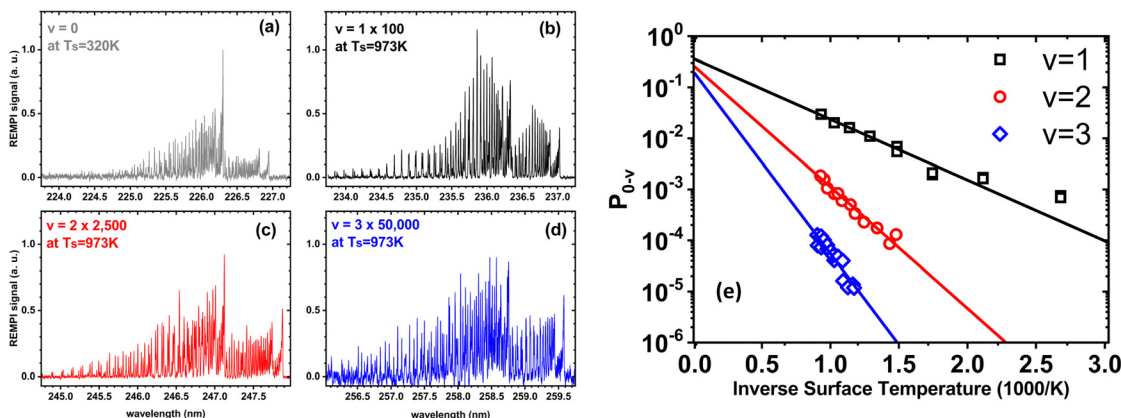 (a)
v = 0
at Ts=320K
REMPI signal (a. u.)
1.0
0.5
0.0
224.0 224.5 225.0 225.5 226.0 226.5 227.0
(b)
v = 1 x 100
at Ts=973K
1.0
0.5
0.0
234.0 234.5 235.0 235.5 236.0 236.5 237.0
(c)
v = 2 x 2,500
at Ts=973K
REMPI signal (a. u.)
1.0
0.5
0.0
245.0 245.5 246.0 246.5 247.0 247.5
wavelength (nm)
(d)
v = 3 x 50,000
at Ts=973K
1.0
0.5
0.0
256.5 257.0 257.5 258.0 258.5 259.0 259.5
wavelength (nm)
(e)
v=1
v=2
v=3
P0-v
10^0
10^-1
10^-2
10^-3
10^-4
10^-5
10^-6
0.0 0.5 1.0 1.5 2.0 2.5 3.0
Inverse Surface Temperature (1000/K)